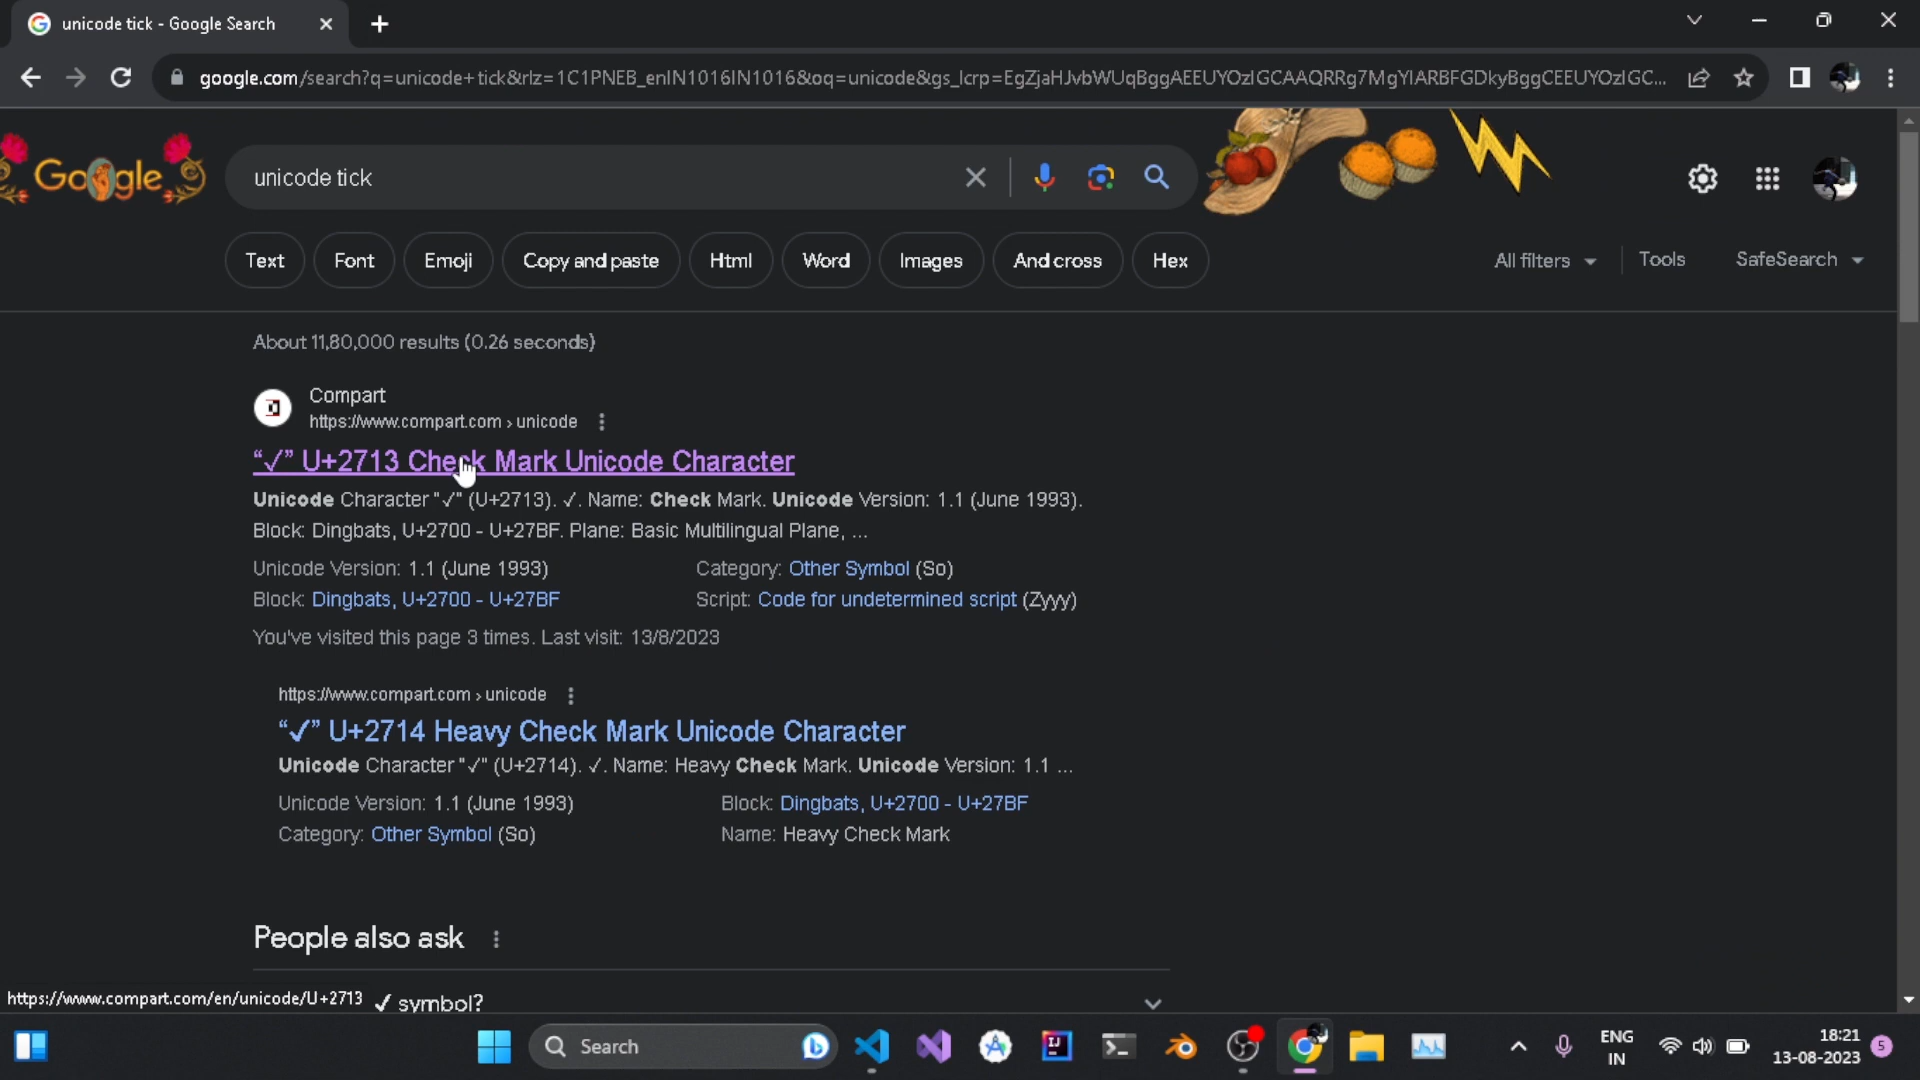 unicode tick - Google Search
google.com/search?q=unicode+tick&rlz=1C1PNEB_enIN1016IN1016&oq=unicode&gs_lcrp=EgZjaHJvbWUqBggAEEUYOzIGCAAQRRg7MgYIARBFGDkyBggCEEUYOzIGC...
Google
unicode tick
Text Font Emoji Copy and paste Html Word Images And cross Hex All filters Tools SafeSearch
About 11,80,000 results (0.26 seconds)
Compart
https://www.compart.com › unicode
“✓” U+2713 Check Mark Unicode Character
Unicode Character "✓" (U+2713). ✓. Name: Check Mark. Unicode Version: 1.1 (June 1993).
Block: Dingbats, U+2700 - U+27BF. Plane: Basic Multilingual Plane, ...
Unicode Version: 1.1 (June 1993) Category: Other Symbol (So)
Block: Dingbats, U+2700 - U+27BF Script: Code for undetermined script (Zyyy)
You've visited this page 3 times. Last visit: 13/8/2023
https://www.compart.com › unicode
“✔” U+2714 Heavy Check Mark Unicode Character
Unicode Character "✔" (U+2714). ✔. Name: Heavy Check Mark. Unicode Version: 1.1 ...
Unicode Version: 1.1 (June 1993) Block: Dingbats, U+2700 - U+27BF
Category: Other Symbol (So) Name: Heavy Check Mark
People also ask
https://www.compart.com/en/unicode/U+2713 ✓ symbol?
Search ENG 18:21
IN 13-08-2023 5